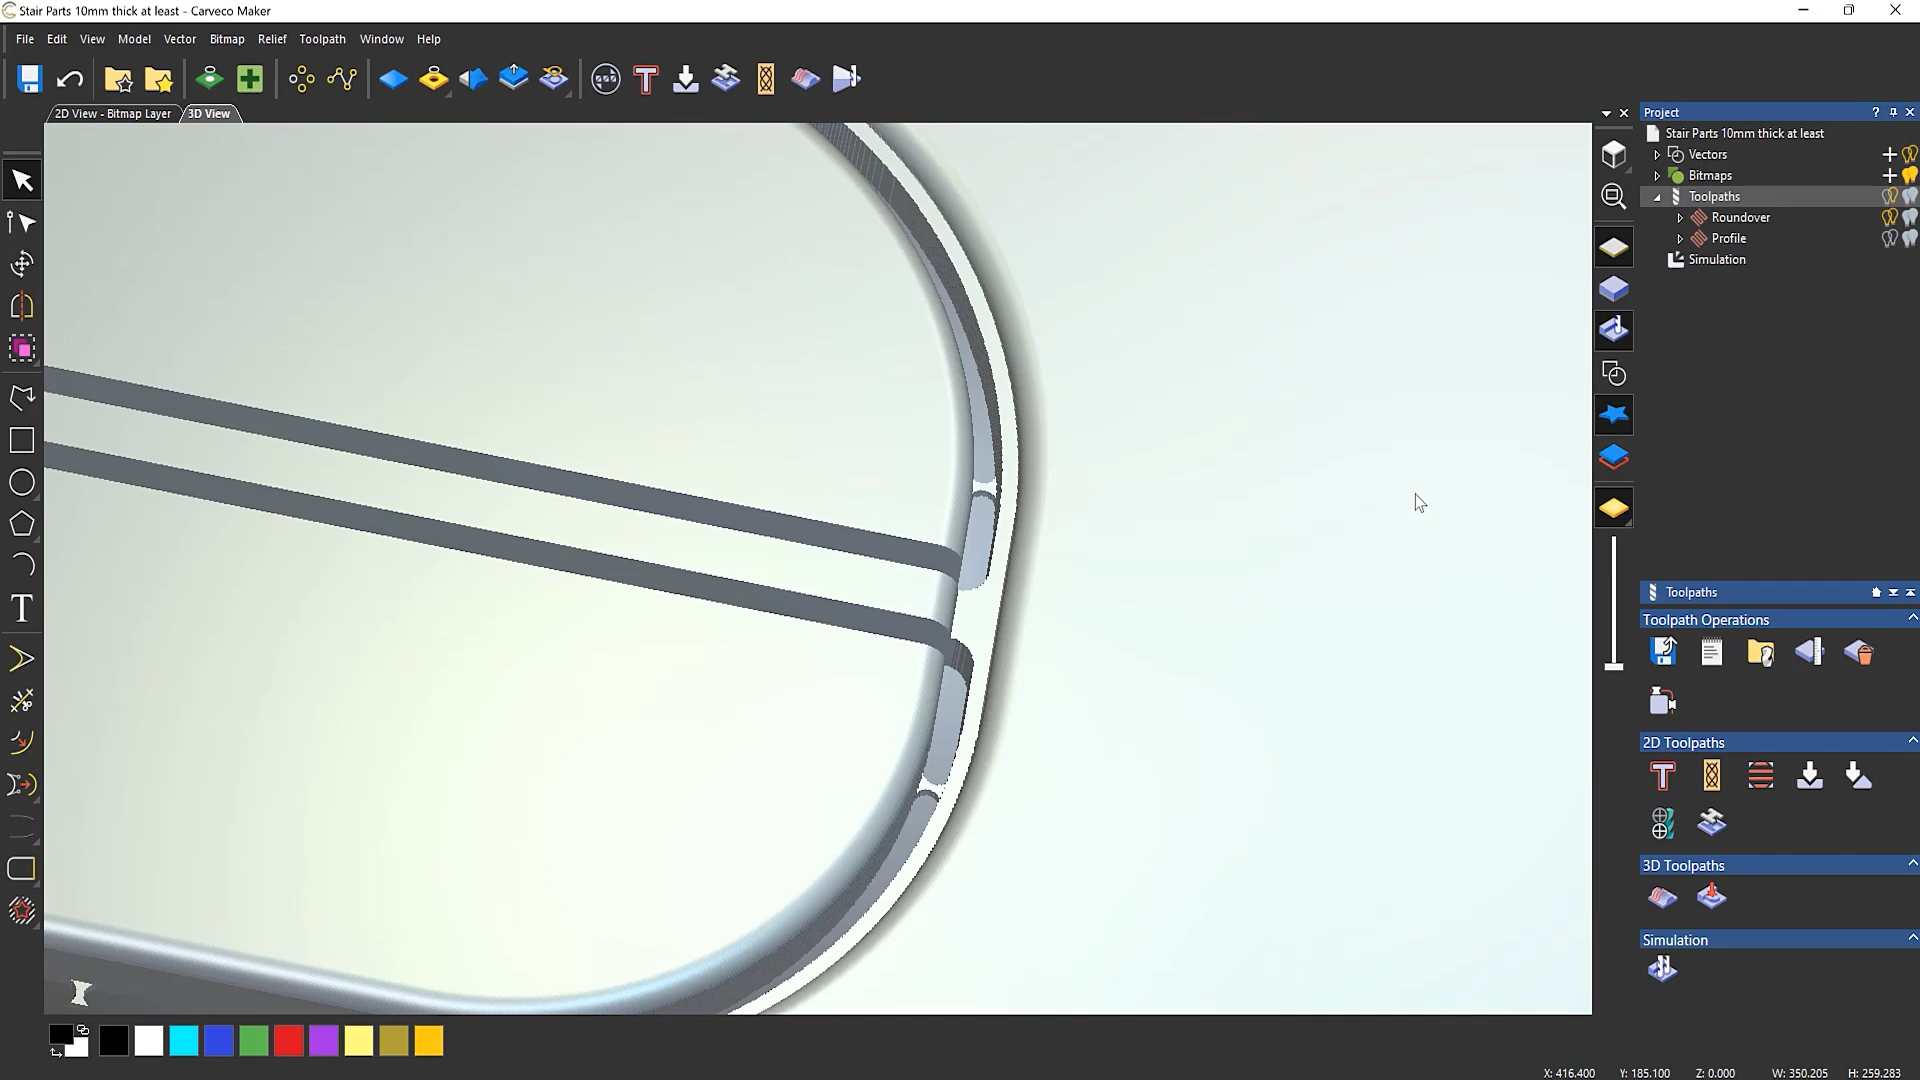 Stair Parts 10mm thick at least - Carveco Maker
File Edit View Model Vector Bitmap Relief Toolpath Window Help
2D View - Bitmap Layer 3D View
Project
Stair Parts 10mm thick at least
Vectors
Bitmaps
Toolpaths
Roundover
Profile
Simulation
Toolpaths
Toolpath Operations
2D Toolpaths
3D Toolpaths
Simulation
X: 416.400 Y: 185.100 Z: 0.000 W: 350.205 H: 259.283